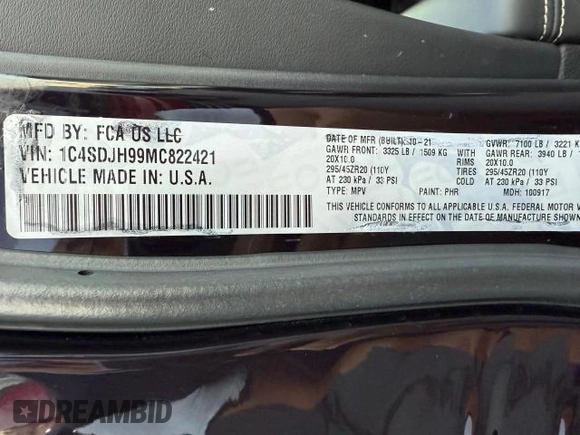 MFD BY: FCA US LLC
VIN: 1C4SDJH99MC822421
VEHICLE MADE IN: U.S.A.
DATE OF MFR (BUILT): 10-21
GVWR: 7100 LB / 3221 K
GAWR FRONT: 3325 LB / 1509 KG
GAWR REAR: 3940 LB /
20X10.0
RIMS 20X10.0
295/45ZR20 (110Y
TIRES 295/45ZR20 (110Y
AT 230 kPa / 33 PSI
AT 230 kPa / 33 PSI
TYPE: MPV
PAINT: PHR
MDH: 100917
THIS VEHICLE CONFORMS TO ALL APPLICABLE U.S.A. FEDERAL MOTOR V
STANDARDS IN EFFECT ON THE DATE OF MANUFACTURE SHOWN
DREAMBID